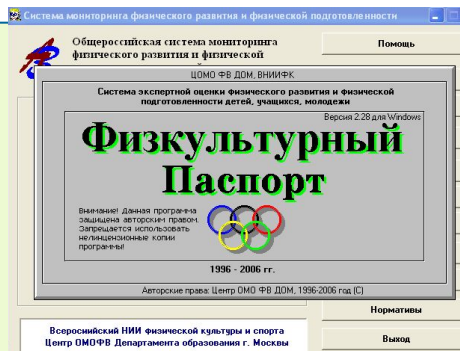 Система мониторинга физического развития и физической подготовленности
Общероссийская система мониторинга
физического развития и физической
Помощь
ЦОМО ФВ ДОМ, ВНИИФК
Система экспертной оценки физического развития и физической
подготовленности детей, учащихся, молодежи
Версия 2.28 для Windows
Физкультурный
Паспорт
Внимание! Данная программа
защищена авторским правом.
Запрещается использовать
нелицензионные копии
программы!
1996 - 2006 гг.
Авторские права: Центр ОМО ФВ ДОМ, 1996-2006 год (C)
Нормативы
Всероснийский НИИ физической культуры и спорта
Центр ОМОФВ Департамента образования г. Москвы
Выход